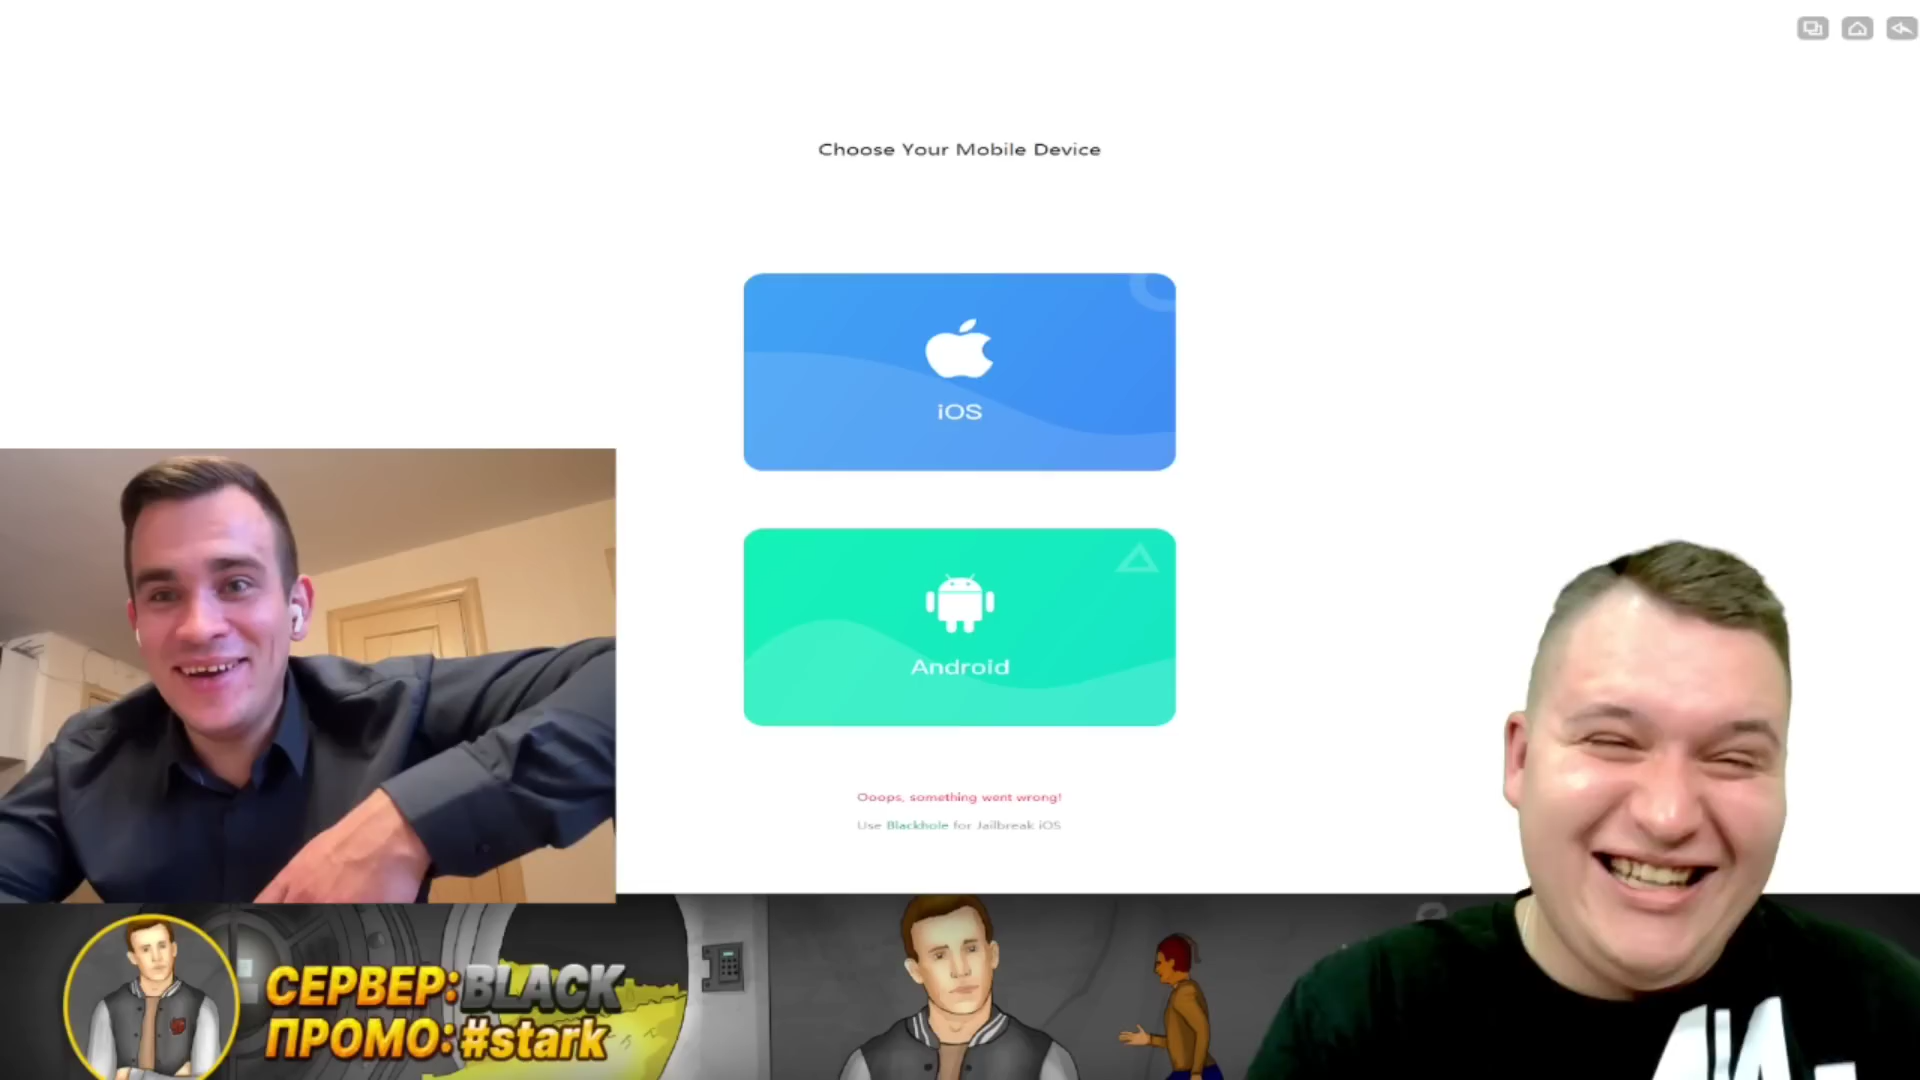 Choose Your Mobile Device
iOS
Android
Ooops, something went wrong!
Use Blackhole for Jailbreak iOS
СЕРВЕР:BLACK
ПРОМО:#stark